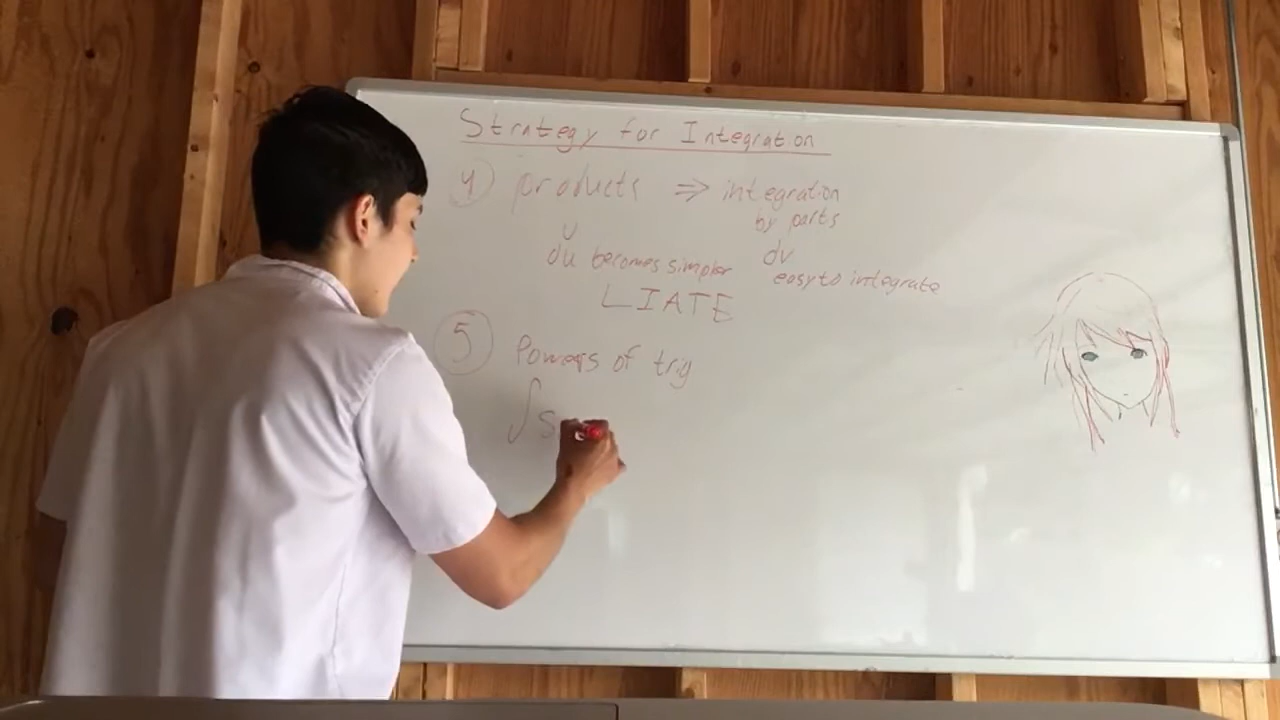 Strategy for Integration
4) products ⇒ integration
by parts
u dv
du becomes simpler easy to integrate
LIATE
5 Powers of trig
∫ s